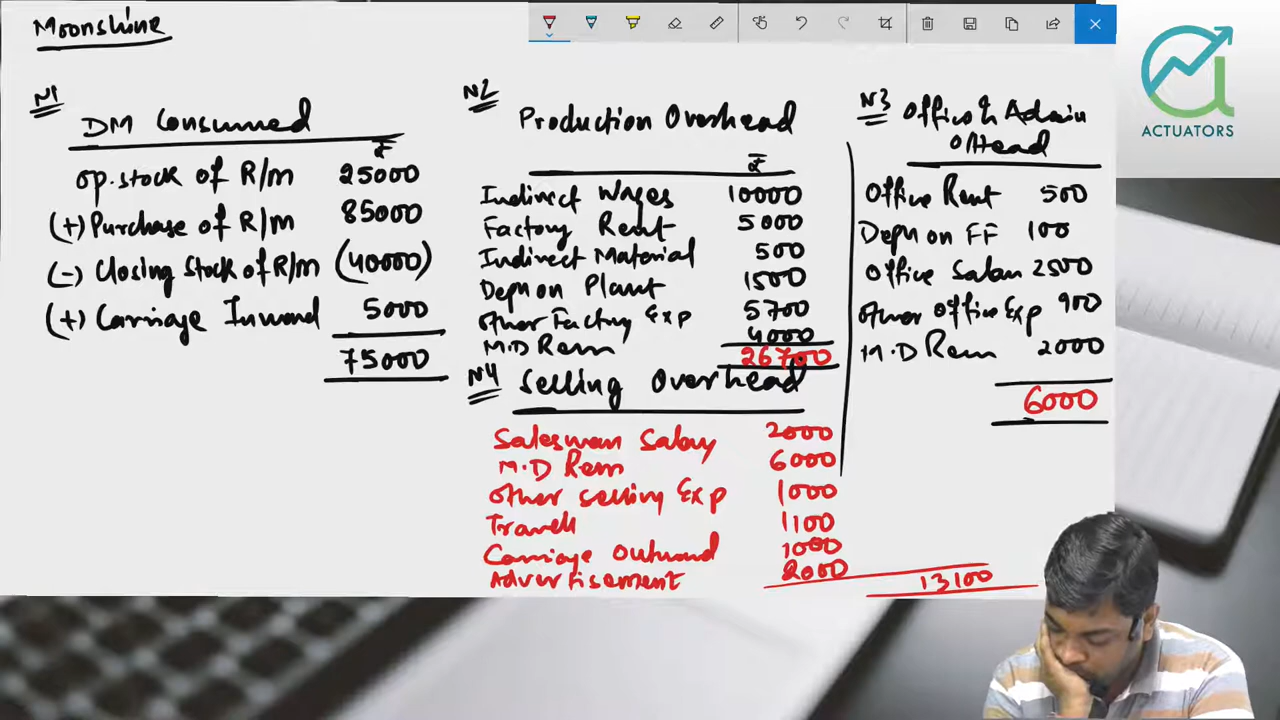 Moonshine
N1
DM Consumed
₹
op. stock of R/m 25000
(+) Purchase of R/m 85000
(-) Closing Stock of R/m (40000)
(+) Carriage Inward 5000
75000
N2
Production Overhead
₹
Indirect Wages 10000
Factory Rent 5000
Indirect Material 500
Depn on Plant 1500
Other Factory Exp 5700
M.D Rem 4000
26700
N4 Selling Overhead
Salesman Salary 2000
M.D Rem 6000
Other Selling Exp 1000
Travell 1100
Carriage Outward 1000
Advertisement 2000
13100
N3 Office & Admin
O/Head
Office Rent 500
Depn on FF 100
Office Salary 2500
Other Office Exp 900
M.D Rem 2000
6000
ACTUATORS